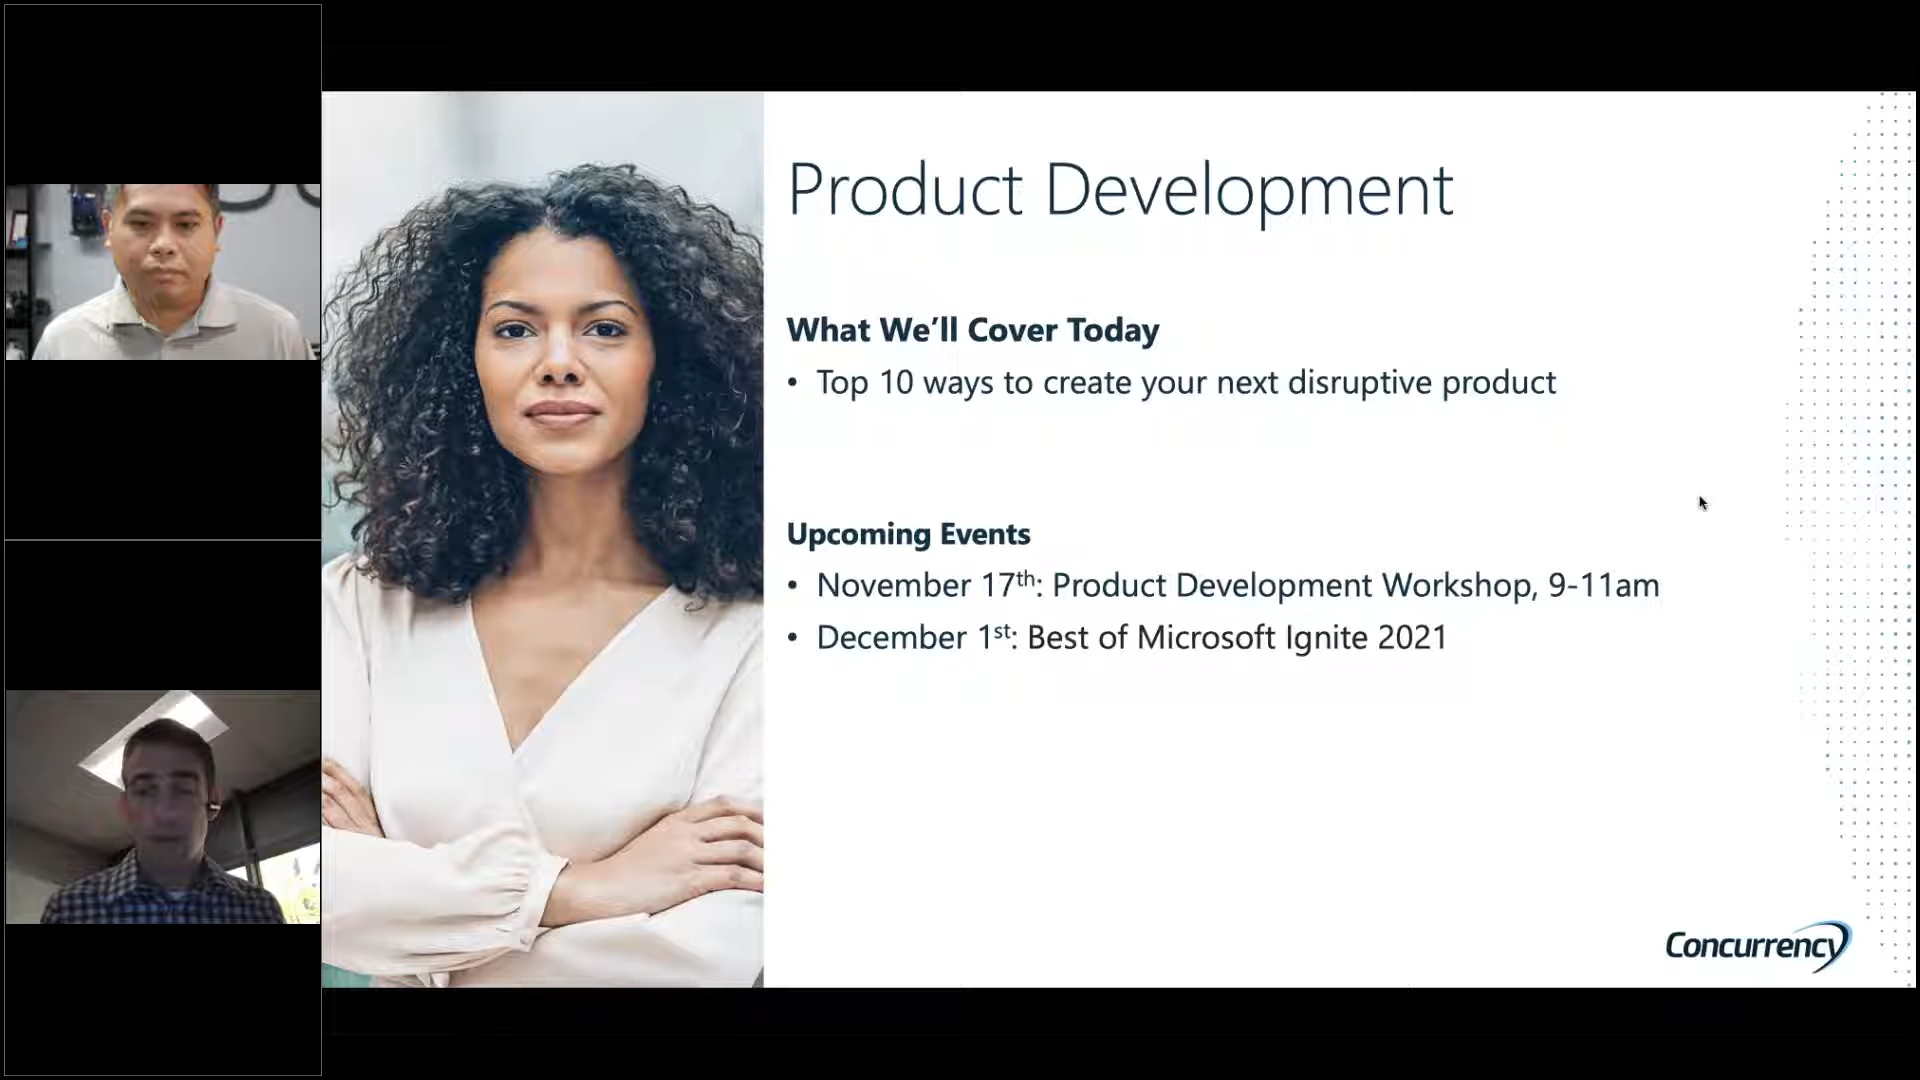 Product Development
What We’ll Cover Today
• Top 10 ways to create your next disruptive product
Upcoming Events
• November 17th: Product Development Workshop, 9-11am
• December 1st: Best of Microsoft Ignite 2021
Concurrency